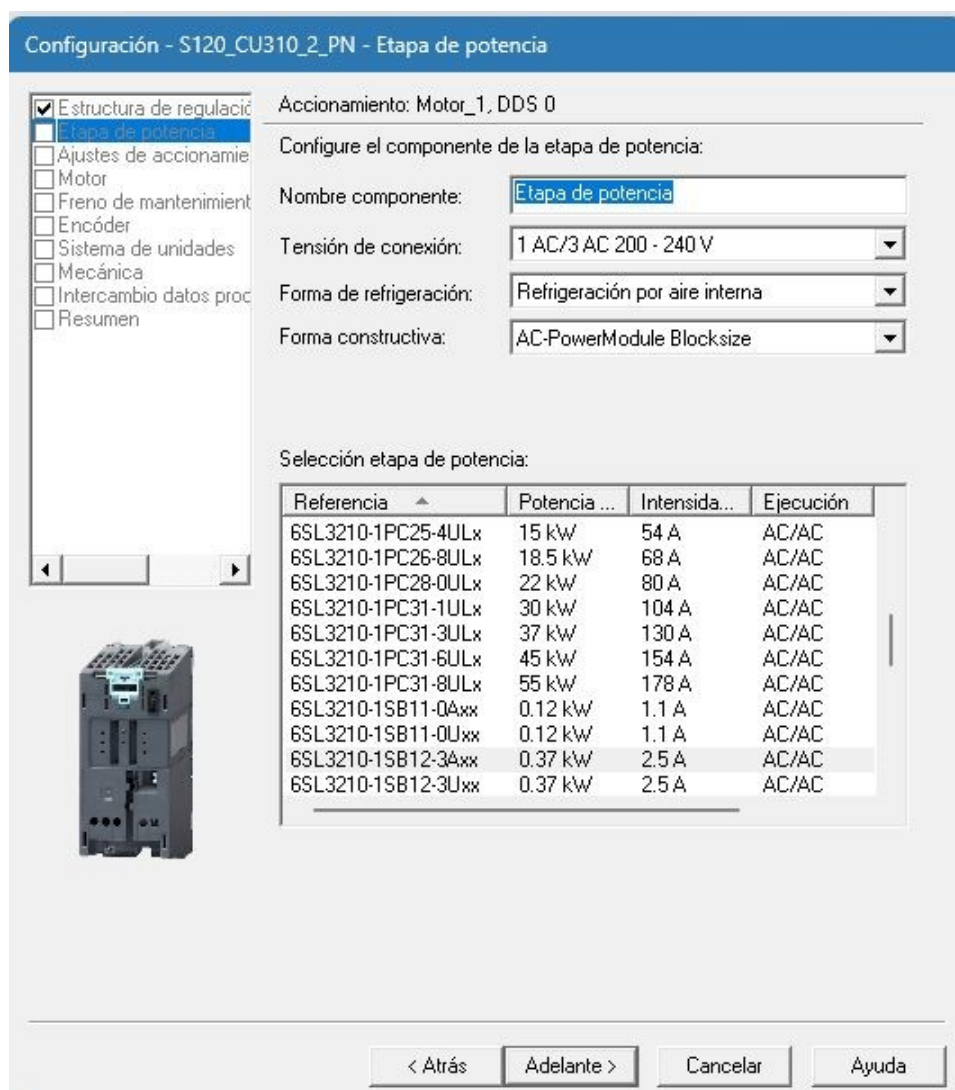 Configuración - S120_CU310_2_PN - Etapa de potencia
Estructura de regulació
Etapa de potencia
Ajustes de accionamie
Motor
Freno de mantenimient
Encóder
Sistema de unidades
Mecánica
Intercambio datos proc
Resumen
Accionamiento: Motor_1, DDS 0
Configure el componente de la etapa de potencia:
Nombre componente: Etapa de potencia
Tensión de conexión: 1 AC/3 AC 200 - 240 V
Forma de refrigeración: Refrigeración por aire interna
Forma constructiva: AC-PowerModule Blocksize
Selección etapa de potencia:
Referencia Potencia ... Intensida... Ejecución
6SL3210-1PC25-4ULx 15 kW 54 A AC/AC
6SL3210-1PC26-8ULx 18.5 kW 68 A AC/AC
6SL3210-1PC28-0ULx 22 kW 80 A AC/AC
6SL3210-1PC31-1ULx 30 kW 104 A AC/AC
6SL3210-1PC31-3ULx 37 kW 130 A AC/AC
6SL3210-1PC31-6ULx 45 kW 154 A AC/AC
6SL3210-1PC31-8ULx 55 kW 178 A AC/AC
6SL3210-1SB11-0Axx 0.12 kW 1.1 A AC/AC
6SL3210-1SB11-0Uxx 0.12 kW 1.1 A AC/AC
6SL3210-1SB12-3Axx 0.37 kW 2.5 A AC/AC
6SL3210-1SB12-3Uxx 0.37 kW 2.5 A AC/AC
< Atrás Adelante > Cancelar Ayuda